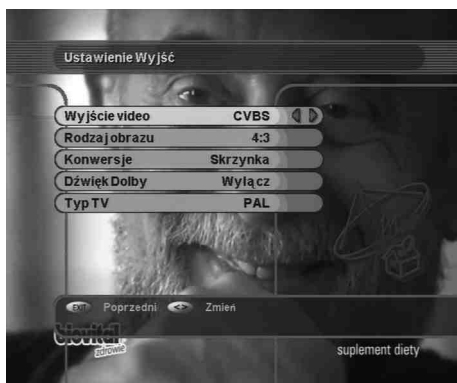 Ustawienie Wyjść
Wyjście video CVBS
Rodzaj obrazu 4:3
Konwersje Skrzynka
Dźwięk Dolby Wyłącz
Typ TV PAL
EXIT Poprzedni Zmień
biovital
zdrowie
suplement diety